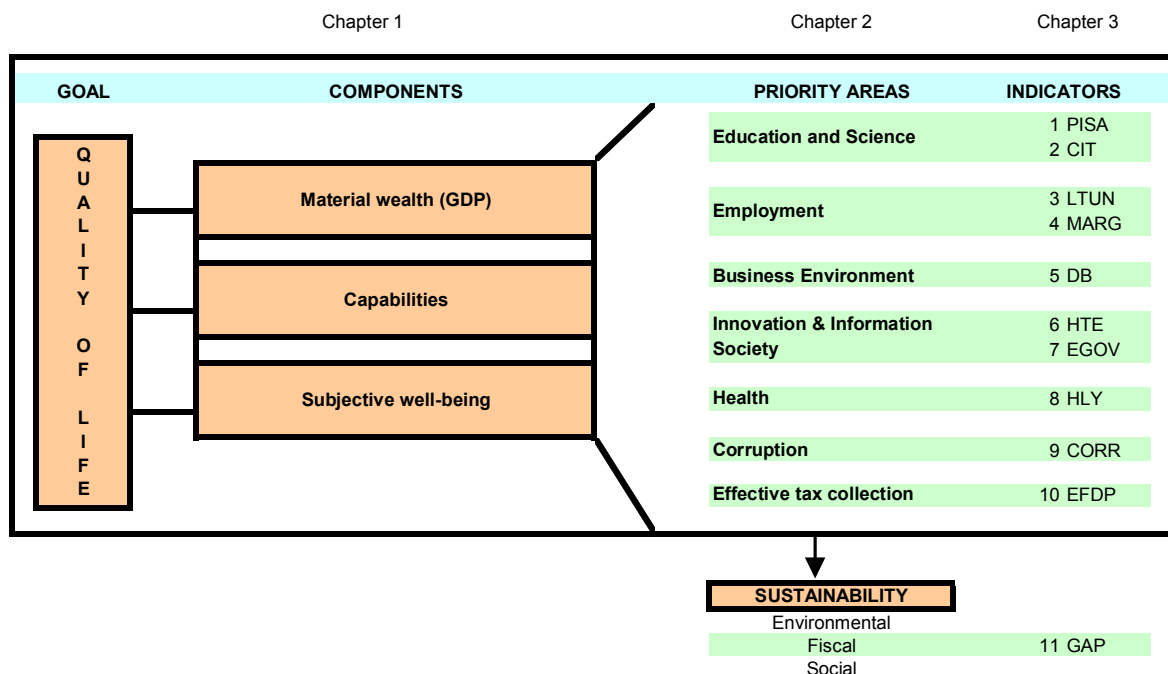 Chapter 1 Chapter 2 Chapter 3
GOAL COMPONENTS PRIORITY AREAS INDICATORS
QUALITY OF LIFE
Material wealth (GDP)
Capabilities
Subjective well-being
Education and Science
1 PISA
2 CIT
Employment
3 LTUN
4 MARG
Business Environment 5 DB
Innovation & Information
Society
6 HTE
7 EGOV
Health 8 HLY
Corruption 9 CORR
Effective tax collection 10 EFDP
SUSTAINABILITY
Environmental
Fiscal 11 GAP
Social